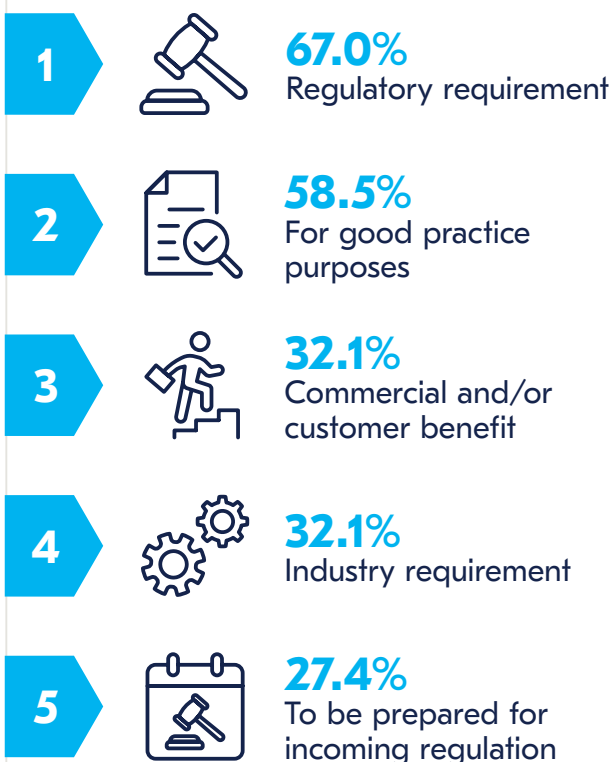 1
67.0%
Regulatory requirement
2
58.5%
For good practice
purposes
3
32.1%
Commercial and/or
customer benefit
4
32.1%
Industry requirement
5
27.4%
To be prepared for
incoming regulation